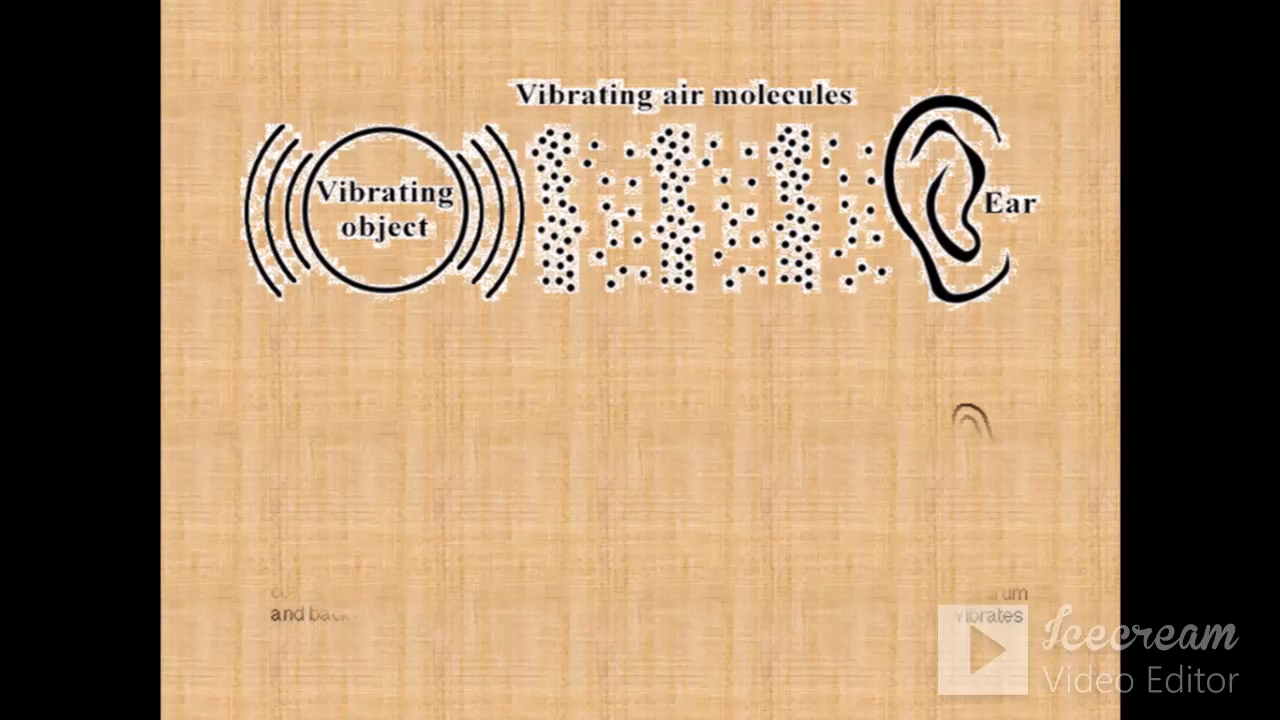 Vibrating air molecules
Vibrating
object
Ear
and back
vibrates
Icecream
Video Editor